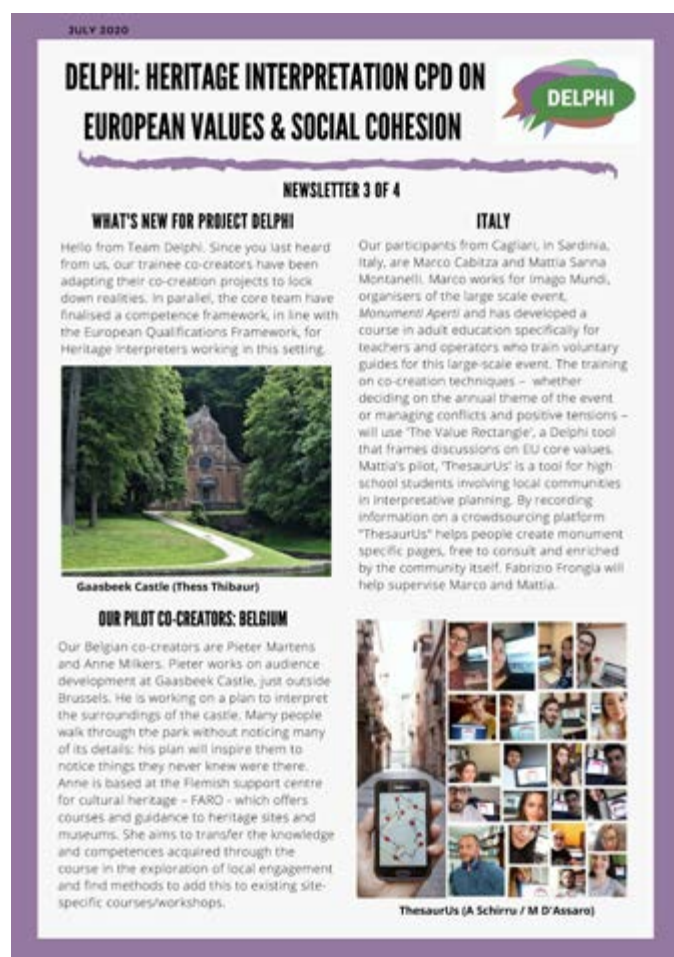 JULY 2020
DELPHI: HERITAGE INTERPRETATION CPD ON
EUROPEAN VALUES & SOCIAL COHESION
DELPHI
NEWSLETTER 3 OF 4
WHAT'S NEW FOR PROJECT DELPHI
Hello from Team Delphi. Since you last heard
from us, our trainee co-creators have been
adapting their co-creation projects to lock
down realities. In parallel, the core team have
finalised a competence framework, in line with
the European Qualifications Framework, for
Heritage Interpreters working in this setting.
Gaasbeek Castle (Thess Thibaur)
OUR PILOT CO-CREATORS: BELGIUM
Our Belgian co-creators are Pieter Martens
and Anne Milkers. Pieter works on audience
development at Gaasbeek Castle, just outside
Brussels. He is working on a plan to interpret
the surroundings of the castle. Many people
walk through the park without noticing many
of its details: his plan will inspire them to
notice things they never knew were there.
Anne is based at the Flemish support centre
for cultural heritage – FARO - which offers
courses and guidance to heritage sites and
museums. She aims to transfer the knowledge
and competences acquired through the
course in the exploration of local engagement
and find methods to add this to existing site-
specific courses/workshops.
ITALY
Our participants from Cagliari, in Sardinia,
Italy, are Marco Cabitza and Mattia Sanna
Montanelli. Marco works for Imago Mundi,
organisers of the large scale event,
Monumenti Aperti and has developed a
course in adult education specifically for
teachers and operators who train voluntary
guides for this large-scale event. The training
on co-creation techniques – whether
deciding on the annual theme of the event
or managing conflicts and positive tensions –
will use 'The Value Rectangle', a Delphi tool
that frames discussions on EU core values.
Mattia's pilot, 'ThesaurUs' is a tool for high
school students involving local communities
in interpretative planning. By recording
information on a crowdsourcing platform
"ThesaurUs" helps people create monument
specific pages, free to consult and enriched
by the community itself. Fabrizio Frongia will
help supervise Marco and Mattia.
ThesaurUs (A Schirru / M D'Assaro)